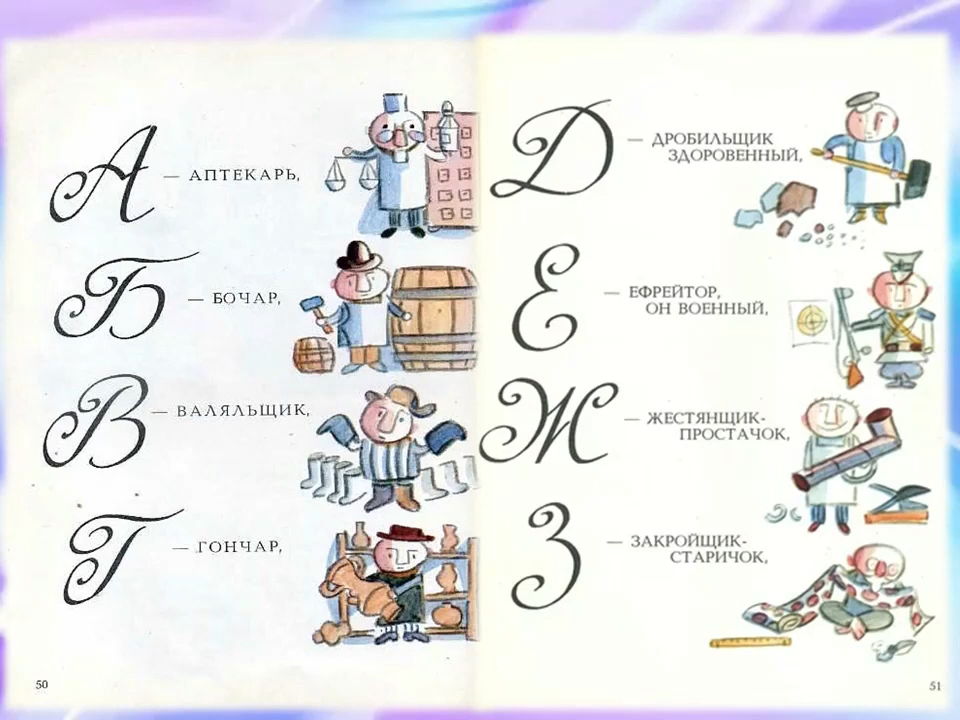 А — АПТЕКАРЬ,
Б — БОЧАР,
В — ВАЛЯЛЬЩИК,
Г — ГОНЧАР,
50
Д — ДРОБИЛЬЩИК
ЗДОРОВЕННЫЙ,
Е — ЕФРЕЙТОР,
ОН ВОЕННЫЙ,
Ж — ЖЕСТЯНЩИК-
ПРОСТАЧОК,
З — ЗАКРОЙЩИК-
СТАРИЧОК,
51